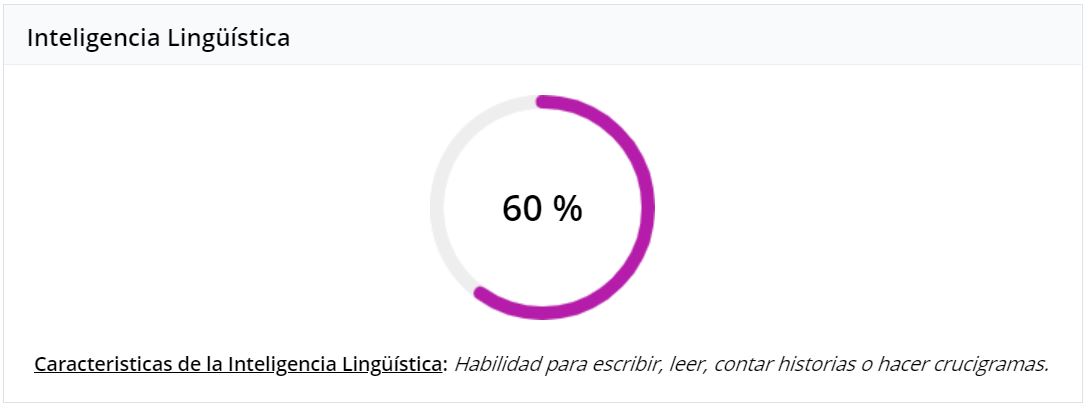 Inteligencia Lingüística
60 %
Caracteristicas de la Inteligencia Lingüística: Habilidad para escribir, leer, contar historias o hacer crucigramas.